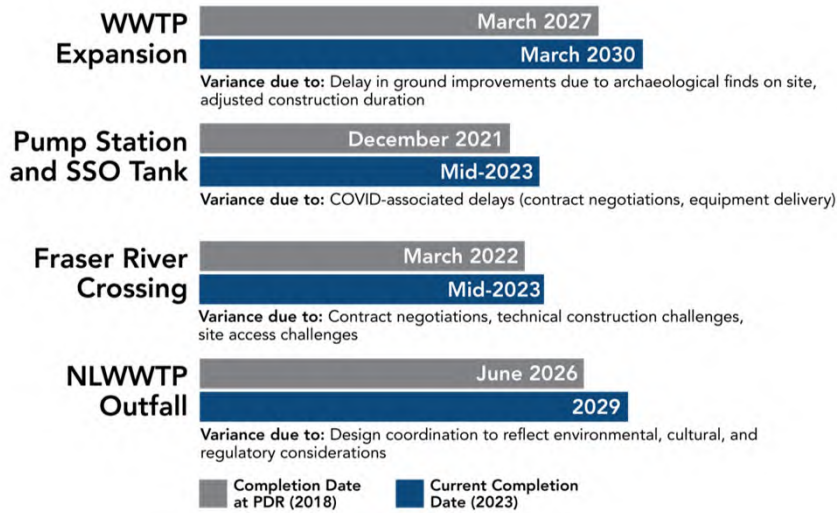 WWTP
Expansion
March 2027
March 2030
Variance due to: Delay in ground improvements due to archaeological finds on site,
adjusted construction duration
Pump Station
and SSO Tank
December 2021
Mid-2023
Variance due to: COVID-associated delays (contract negotiations, equipment delivery)
Fraser River
Crossing
March 2022
Mid-2023
Variance due to: Contract negotiations, technical construction challenges,
site access challenges
NLWWTP
Outfall
June 2026
2029
Variance due to: Design coordination to reflect environmental, cultural, and
regulatory considerations
Completion Date
at PDR (2018)
Current Completion
Date (2023)